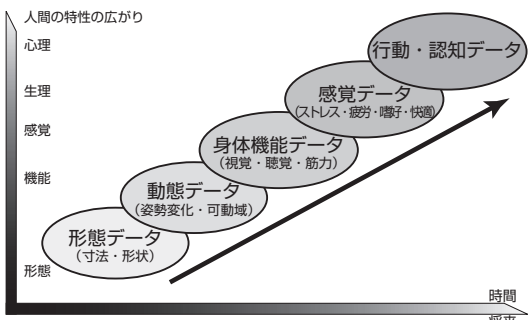 人間の特性の広がり
心理
生理
感覚
機能
形態
行動・認知データ
感覚データ
(ストレス・疲労・嗜好・快適)
身体機能データ
(視覚・聴覚・筋力)
動態データ
(姿勢変化・可動域)
形態データ
(寸法・形状)
時間
将来